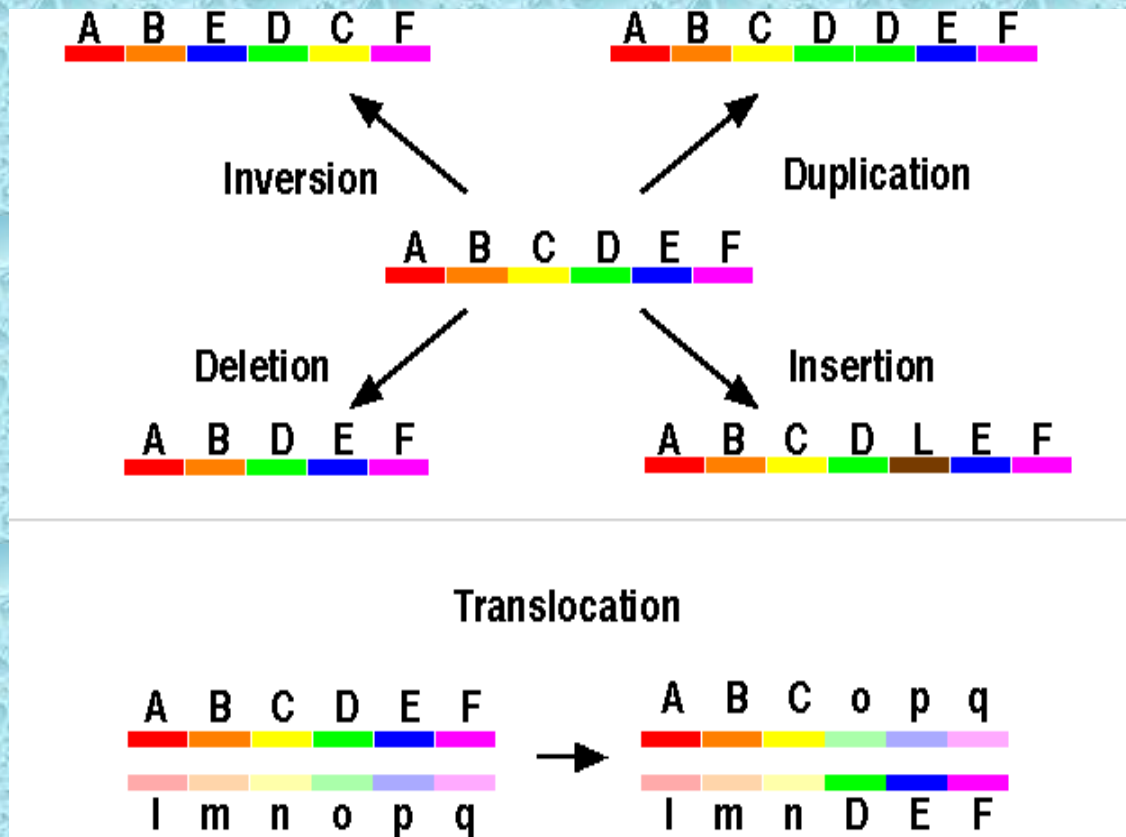 A B E D C F
A B C D D E F
Inversion
Duplication
A B C D E F
Deletion
Insertion
A B D E F
A B C D L E F
Translocation
A B C D E F
A B C o p q
l m n o p q
l m n D E F